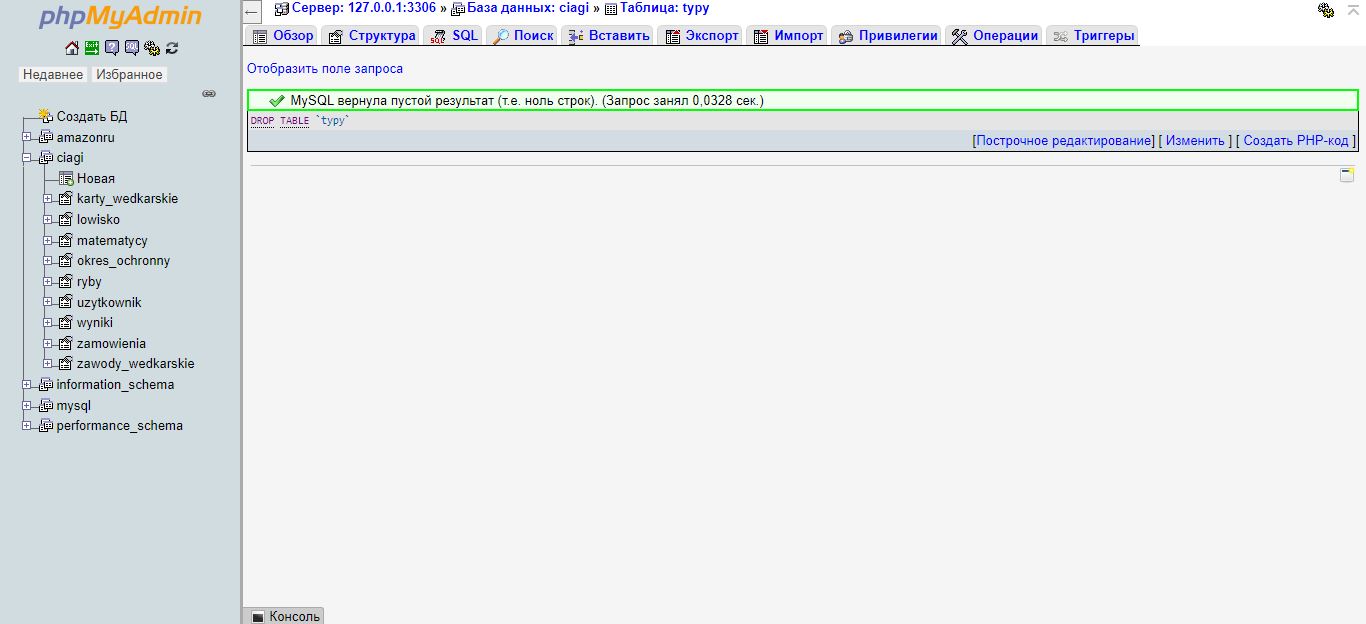 phpMyAdmin
Недавнее Избранное
Создать БД
amazonru
ciagi
Новая
karty_wedkarskie
lowisko
matematycy
okres_ochronny
ryby
uzytkownik
wyniki
zamowienia
zawody_wedkarskie
information_schema
mysql
performance_schema
Сервер: 127.0.0.1:3306 » База данных: ciagi » Таблица: typy
Обзор Структура SQL Поиск Вставить Экспорт Импорт Привилегии Операции Триггеры
Отобразить поле запроса
MySQL вернула пустой результат (т.е. ноль строк). (Запрос занял 0,0328 сек.)
DROP TABLE `typy`
[Построчное редактирование] [ Изменить ] [ Создать PHP-код ]
Консоль